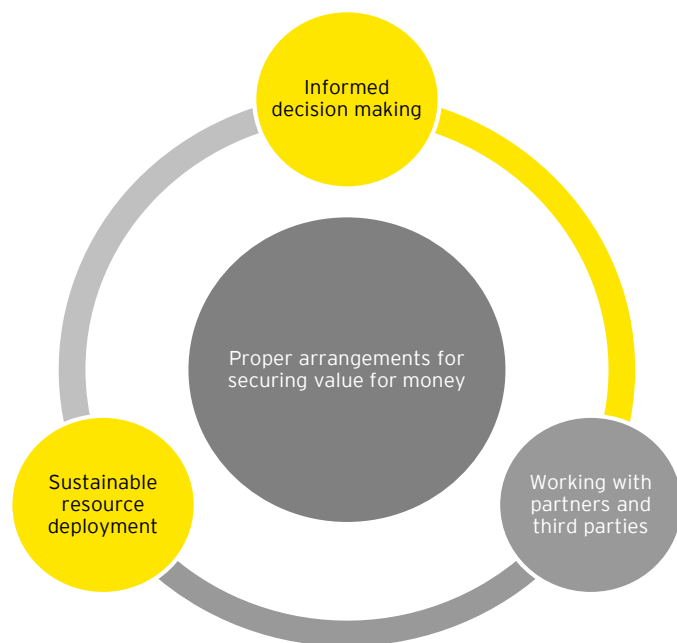 Informed
decision making
Proper arrangements for
securing value for money
Sustainable
resource
deployment
Working with
partners and
third parties